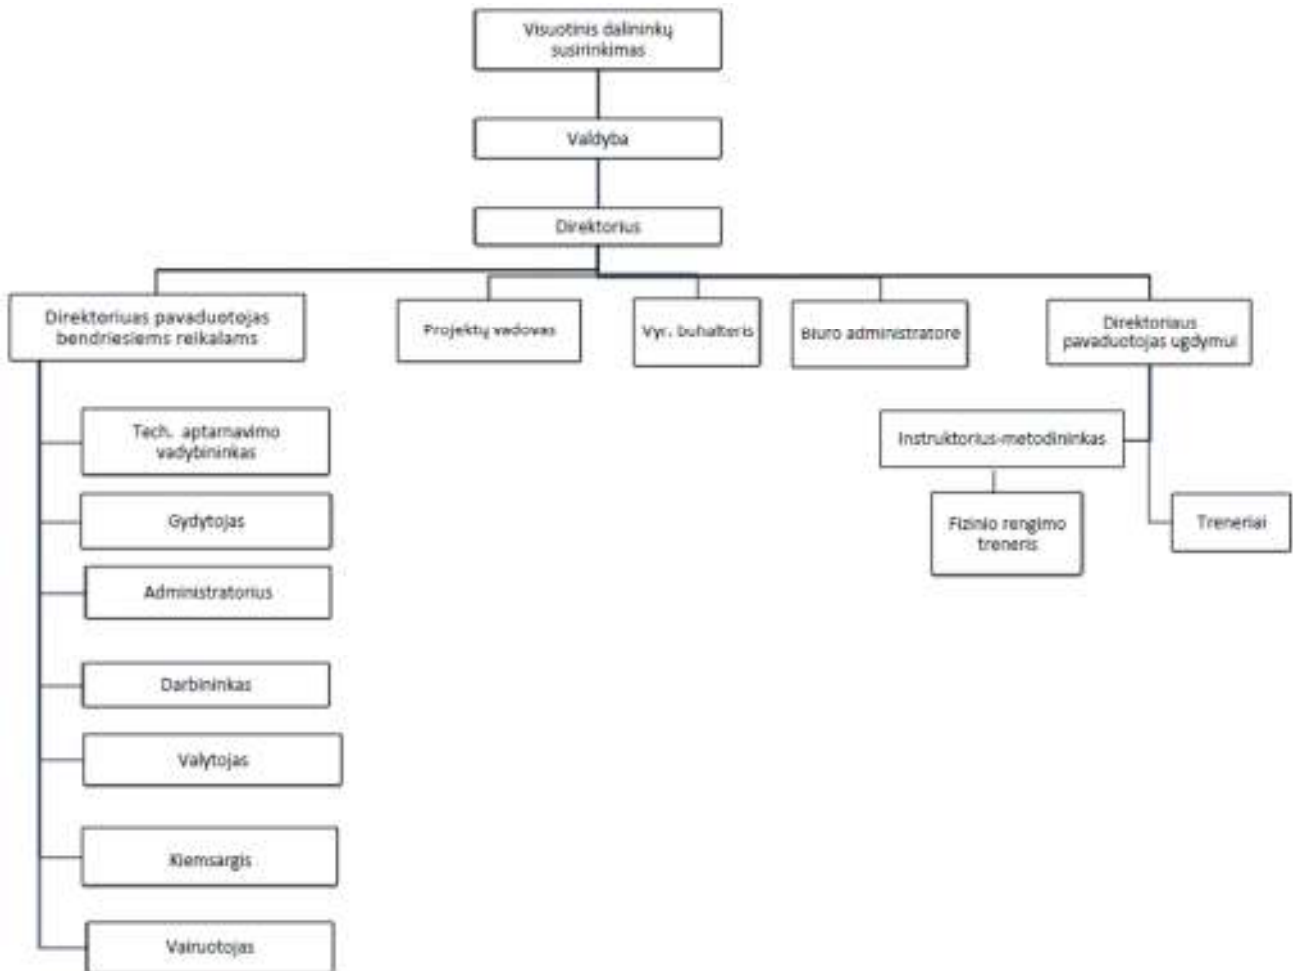 Visuotinis dalininkų
susirinkimas
Valdyba
Direktorius
Direktoriuas pavaduotojas
bendriesiems reikalams
Projektų vadovas
Vyr. buhalteris
Biuro administratorė
Direktoriaus
pavaduotojas ugdymui
Tech. aptarnavimo
vadybininkas
Gydytojas
Administratorius
Darbininkas
Valytojas
Kiemsargis
Vairuotojas
Instruktorius-metodininkas
Fizinio rengimo
treneris
Treneriai